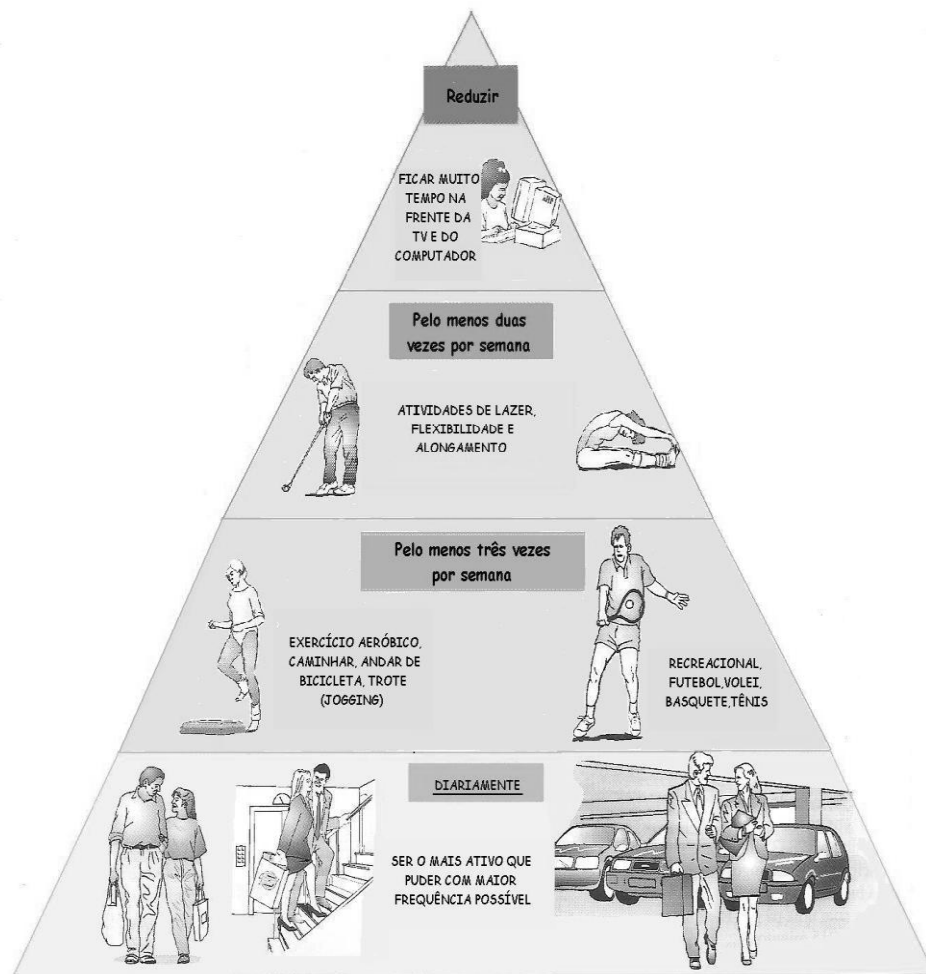 Reduzir
FICAR MUITO
TEMPO NA
FRENTE DA
TV E DO
COMPUTADOR
Pelo menos duas
vezes por semana
ATIVIDADES DE LAZER,
FLEXIBILIDADE E
ALONGAMENTO
Pelo menos três vezes
por semana
EXERCÍCIO AERÓBICO,
CAMINHAR, ANDAR DE
BICICLETA, TROTE
(JOGGING)
RECREACIONAL,
FUTEBOL,VOLEI,
BASQUETE,TÊNIS
DIARIAMENTE
SER O MAIS ATIVO QUE
PUDER COM MAIOR
FREQUÊNCIA POSSÍVEL